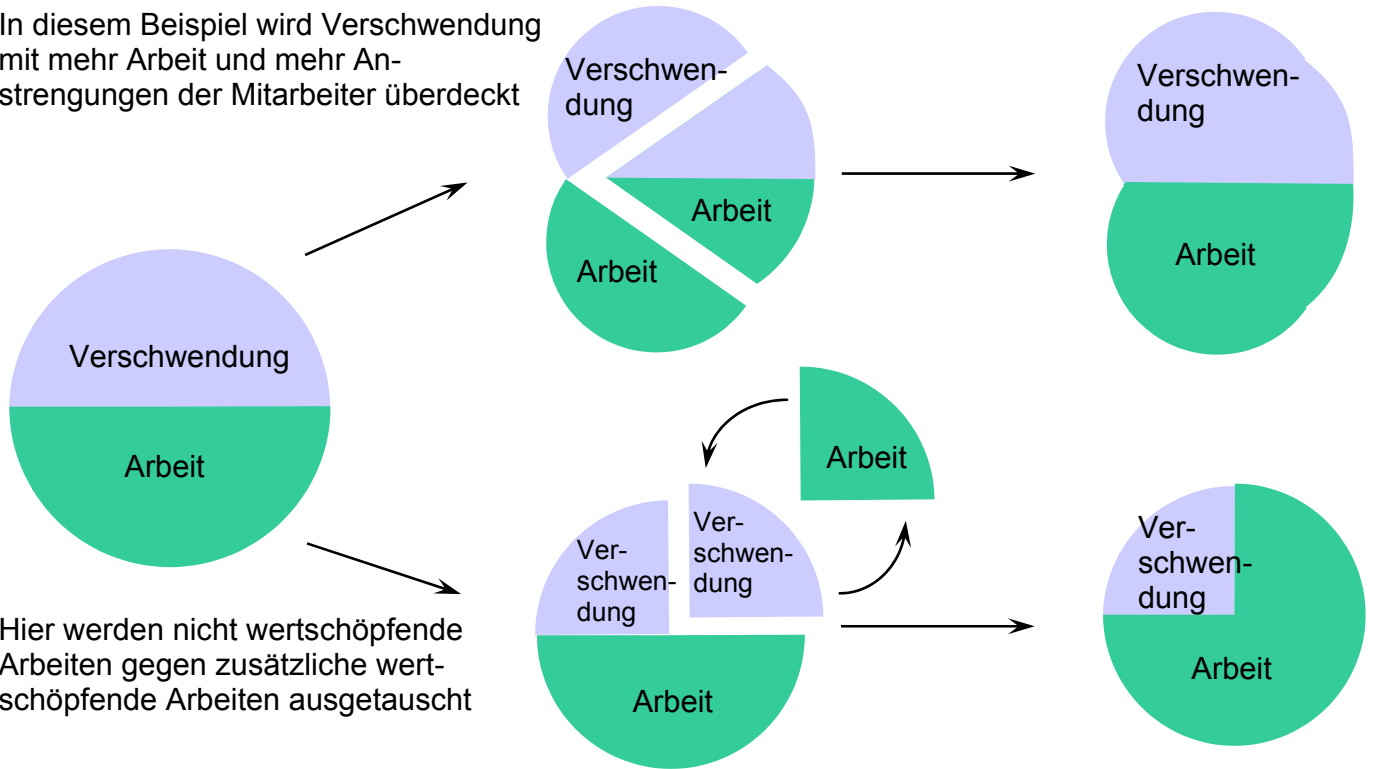 In diesem Beispiel wird Verschwendung
mit mehr Arbeit und mehr An-
strengungen der Mitarbeiter überdeckt
Verschwen-
dung
Arbeit
Arbeit
Verschwen-
dung
Arbeit
Verschwendung
Arbeit
Hier werden nicht wertschöpfende
Arbeiten gegen zusätzliche wert-
schöpfende Arbeiten ausgetauscht
Ver-
schwen-
dung
Ver-
schwen-
dung
Arbeit
Arbeit
Ver-
schwen-
dung
Arbeit